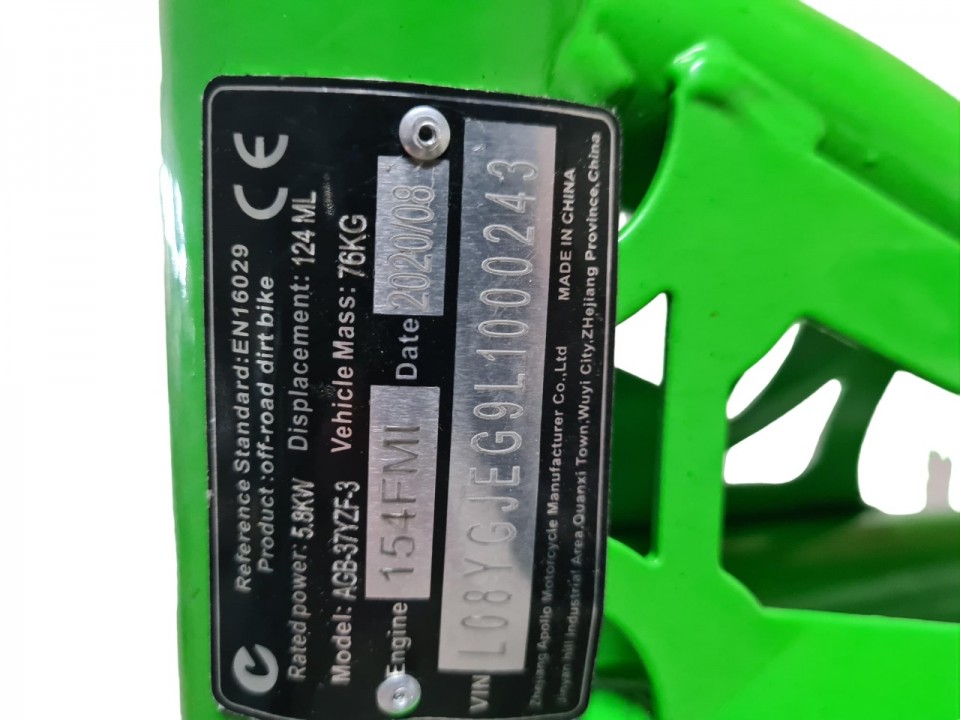 CE
Reference Standard:EN16029
Product:off-road dirt bike
Rated power: 5.8KW Displacement: 124 ML
Model: AGB-37YZF-3 Vehicle Mass: 76KG
Engine 154FMI Date 2020/08
VIN L08YGJEG9L1000243
Zhejiang Apollo Motorcycle Manufacturer Co.,Ltd MADE IN CHINA
jinyan hill Industrial Area,Quanxi Town,Wuyi City,ZHejiang Province,China